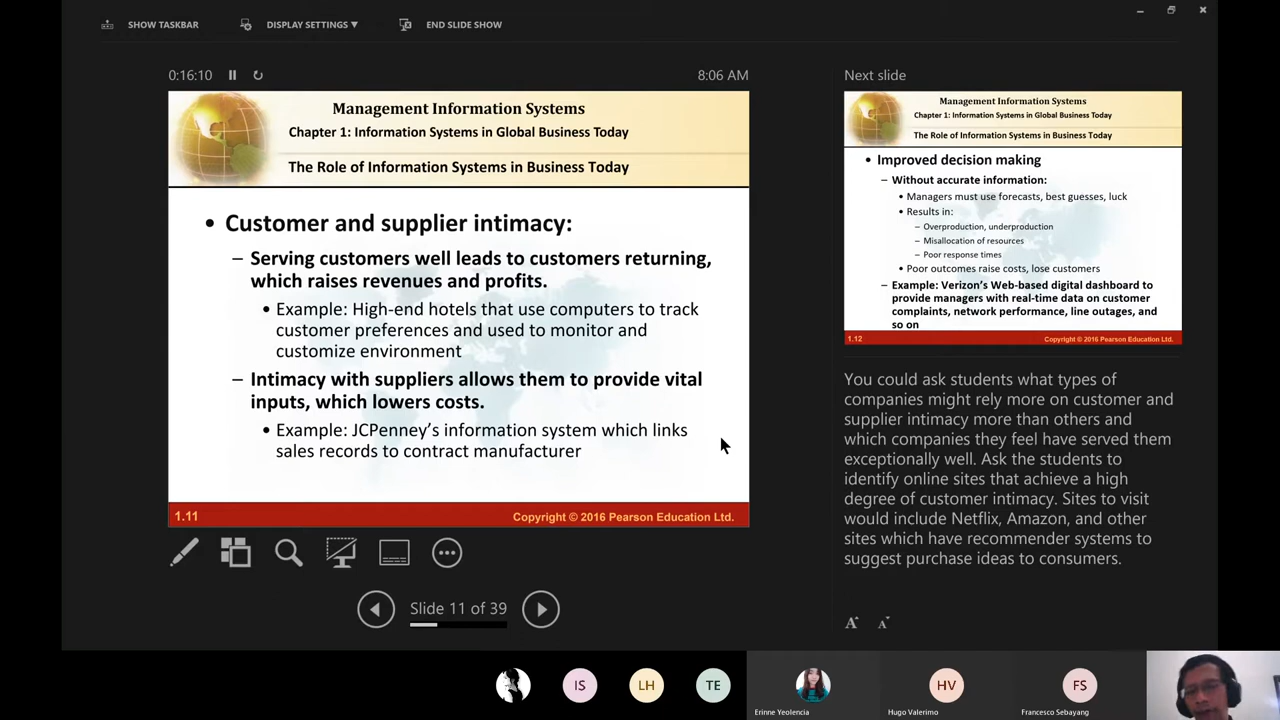 SHOW TASKBAR
DISPLAY SETTINGS ▼
END SLIDE SHOW
0:16:10
8:06 AM
Management Information Systems
Chapter 1: Information Systems in Global Business Today
The Role of Information Systems in Business Today
• Customer and supplier intimacy:
– Serving customers well leads to customers returning,
which raises revenues and profits.
• Example: High-end hotels that use computers to track
customer preferences and used to monitor and
customize environment
– Intimacy with suppliers allows them to provide vital
inputs, which lowers costs.
• Example: JCPenney’s information system which links
sales records to contract manufacturer
1.11
Copyright © 2016 Pearson Education Ltd.
Slide 11 of 39
Next slide
Management Information Systems
Chapter 1: Information Systems in Global Business Today
The Role of Information Systems in Business Today
• Improved decision making
– Without accurate information:
• Managers must use forecasts, best guesses, luck
• Results in:
– Overproduction, underproduction
– Misallocation of resources
– Poor response times
• Poor outcomes raise costs, lose customers
– Example: Verizon’s Web-based digital dashboard to
provide managers with real-time data on customer
complaints, network performance, line outages, and
so on
1.12
Copyright © 2016 Pearson Education Ltd.
You could ask students what types of
companies might rely more on customer and
supplier intimacy more than others and
which companies they feel have served them
exceptionally well. Ask the students to
identify online sites that achieve a high
degree of customer intimacy. Sites to visit
would include Netflix, Amazon, and other
sites which have recommender systems to
suggest purchase ideas to consumers.
A A
IS
LH
TE
Erinne Yeolencia
HV
Hugo Valerimo
FS
Francesco Sebayang